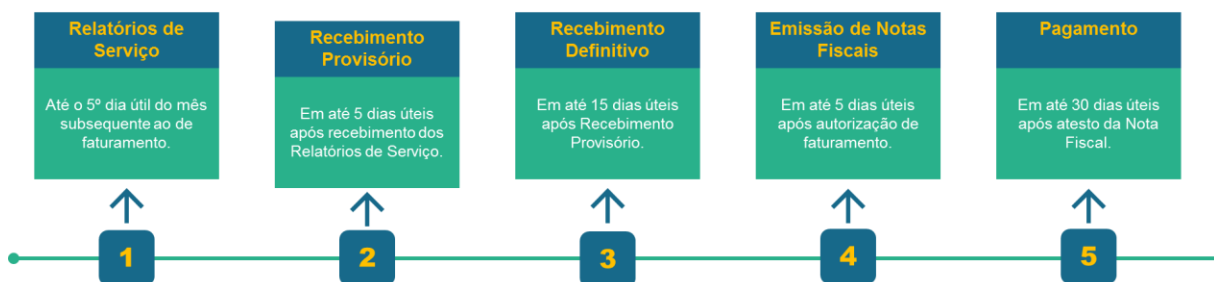 Relatórios de
Serviço
Até o 5º dia útil do mês
subsequente ao de
faturamento.
1
Recebimento
Provisório
Em até 5 dias úteis
após recebimento dos
Relatórios de Serviço.
2
Recebimento
Definitivo
Em até 15 dias úteis
após Recebimento
Provisório.
3
Emissão de Notas
Fiscais
Em até 5 dias úteis
após autorização de
faturamento.
4
Pagamento
Em até 30 dias úteis
após atesto da Nota
Fiscal.
5